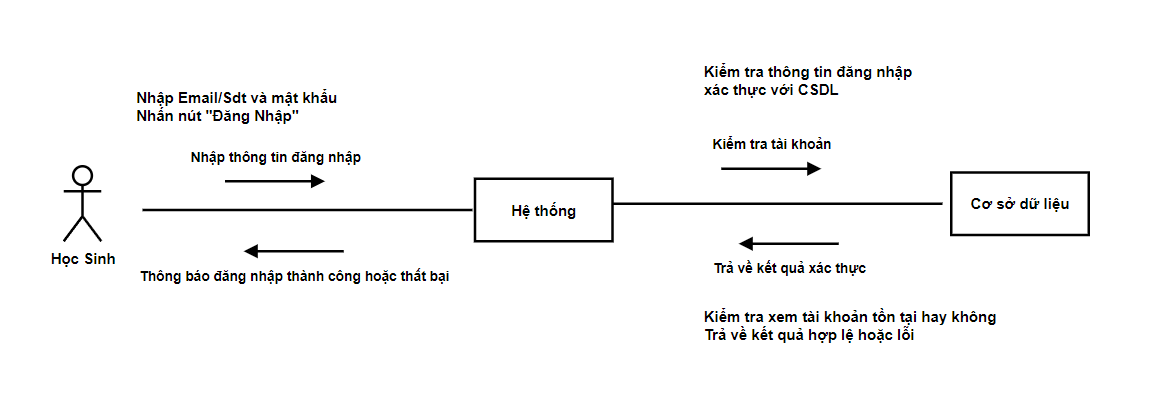 Kiểm tra thông tin đăng nhập
xác thực với CSDL
Nhập Email/Sdt và mật khẩu
Nhấn nút "Đăng Nhập"
Kiểm tra tài khoản
Nhập thông tin đăng nhập
Hệ thống
Cơ sở dữ liệu
Học Sinh
Thông báo đăng nhập thành công hoặc thất bại
Trả về kết quả xác thực
Kiểm tra xem tài khoản tồn tại hay không
Trả về kết quả hợp lệ hoặc lỗi